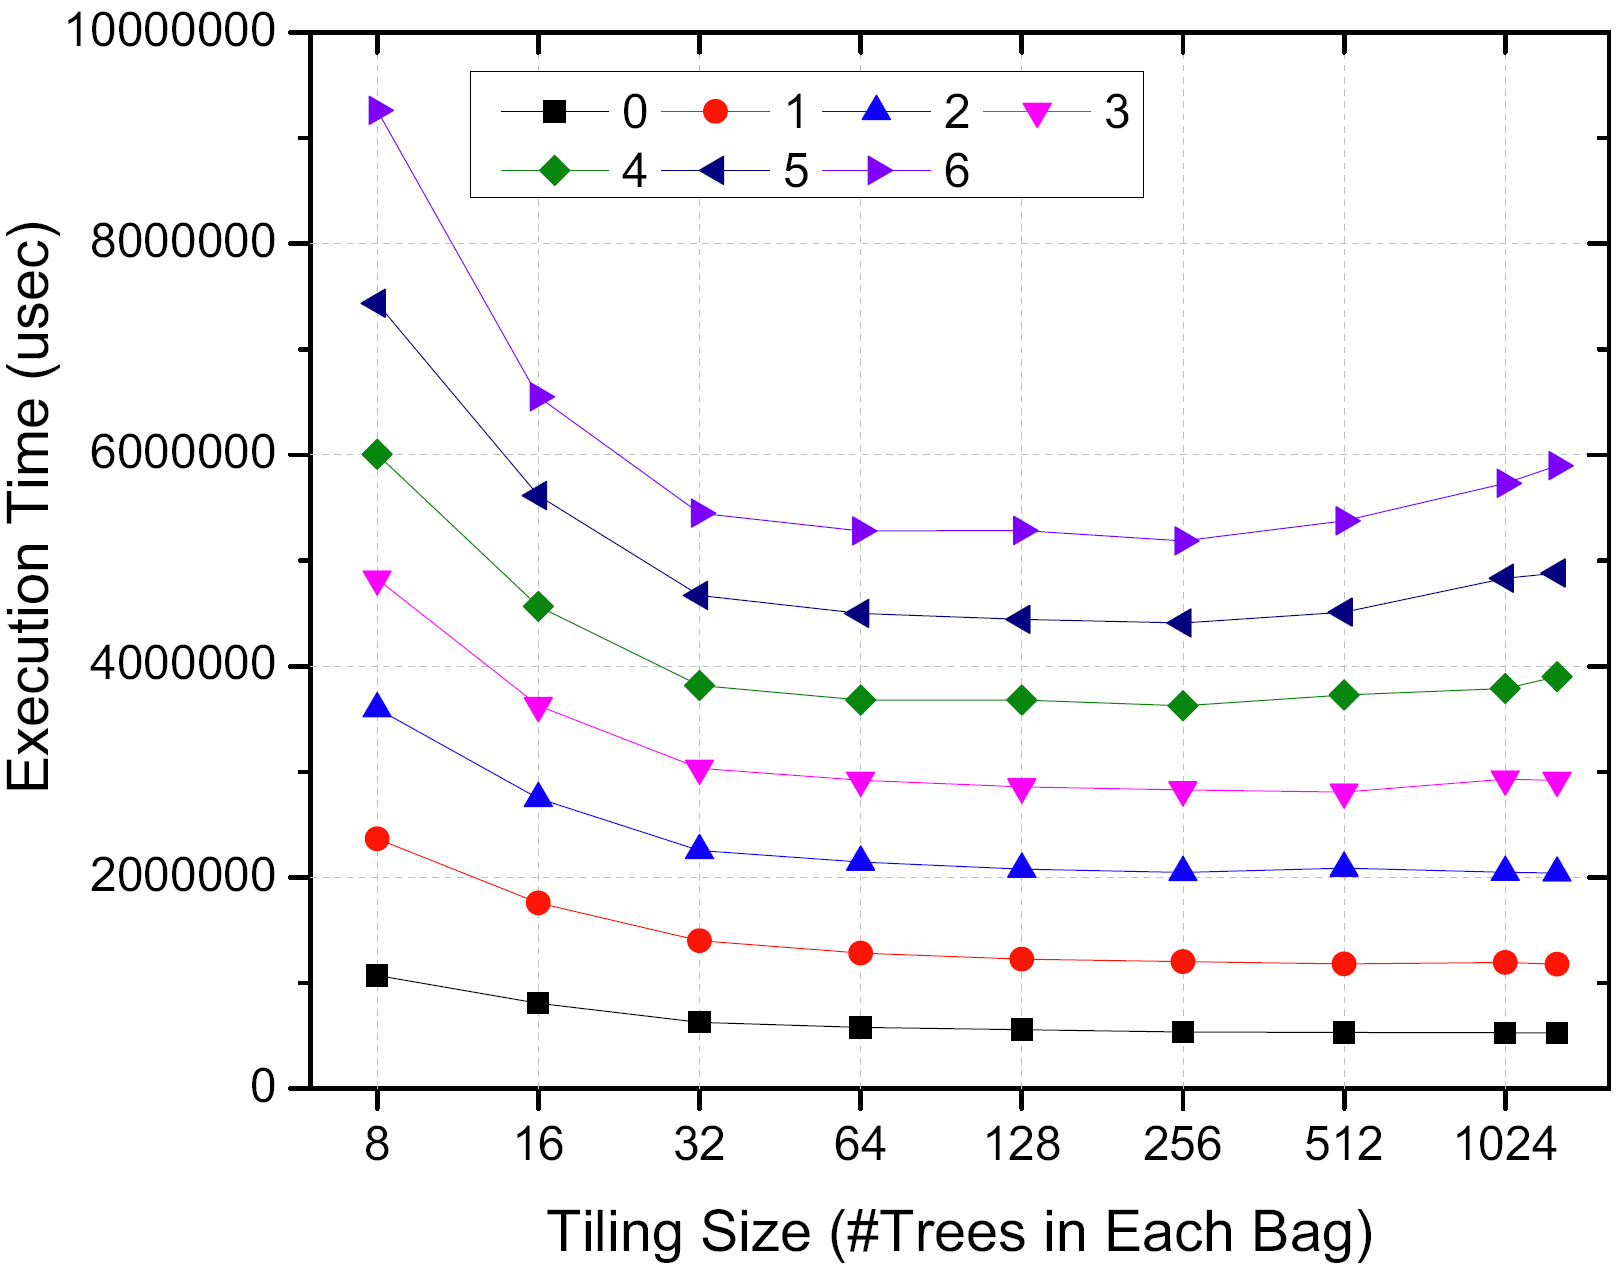 10000000
8000000
6000000
4000000
2000000
0
Execution Time (usec)
0 1 2 3
4 5 6
8 16 32 64 128 256 512 1024
Tiling Size (#Trees in Each Bag)